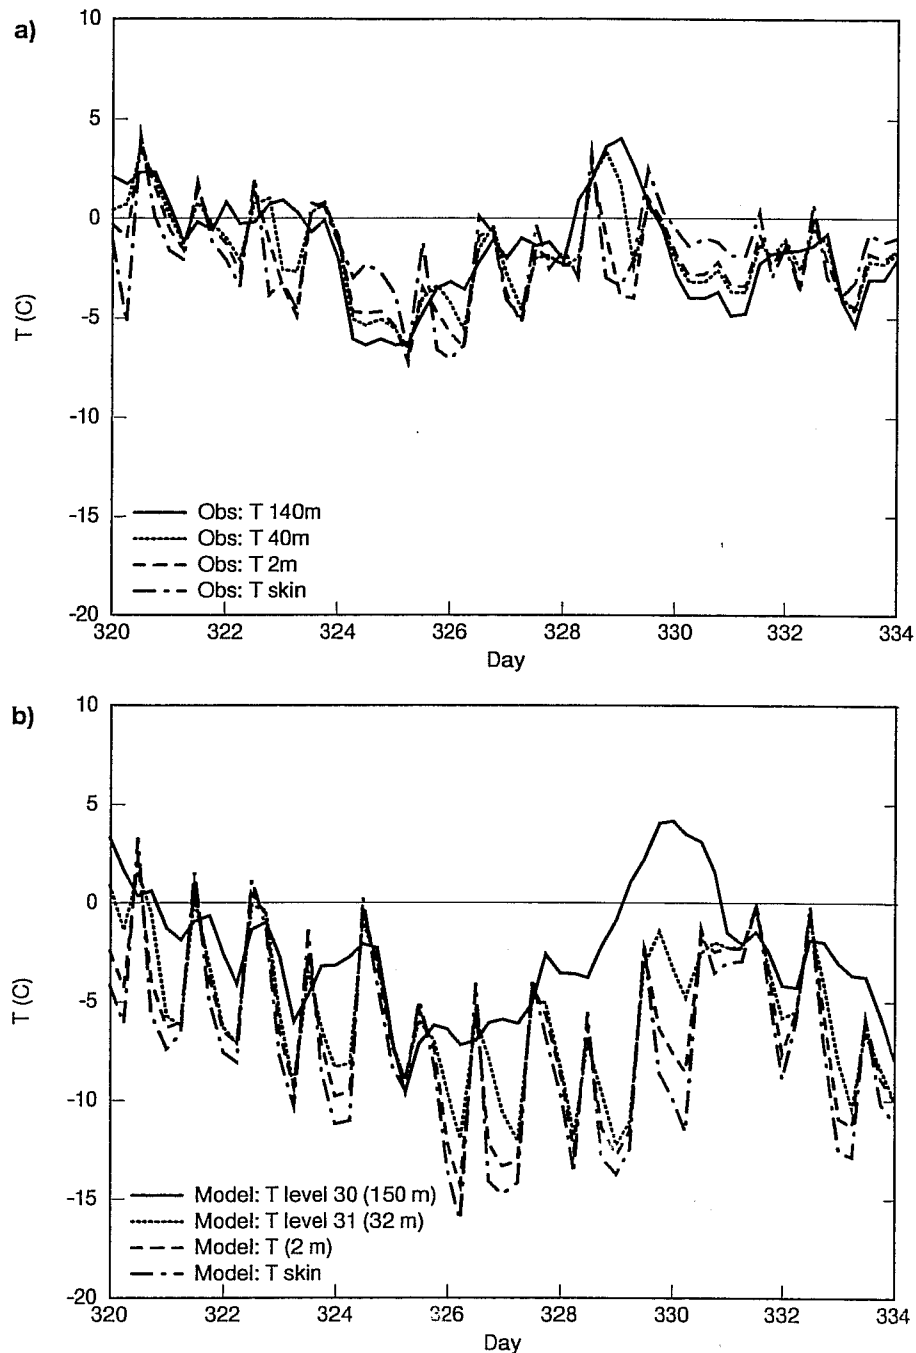 a)
10
5
0
-5
-10
-15
-20
T (C)
Obs: T 140m
Obs: T 40m
Obs: T 2m
Obs: T skin
320 322 324 326 328 330 332 334
Day
b)
10
5
0
-5
-10
-15
-20
T (C)
Model: T level 30 (150 m)
Model: T level 31 (32 m)
Model: T (2 m)
Model: T skin
320 322 324 326 328 330 332 334
Day